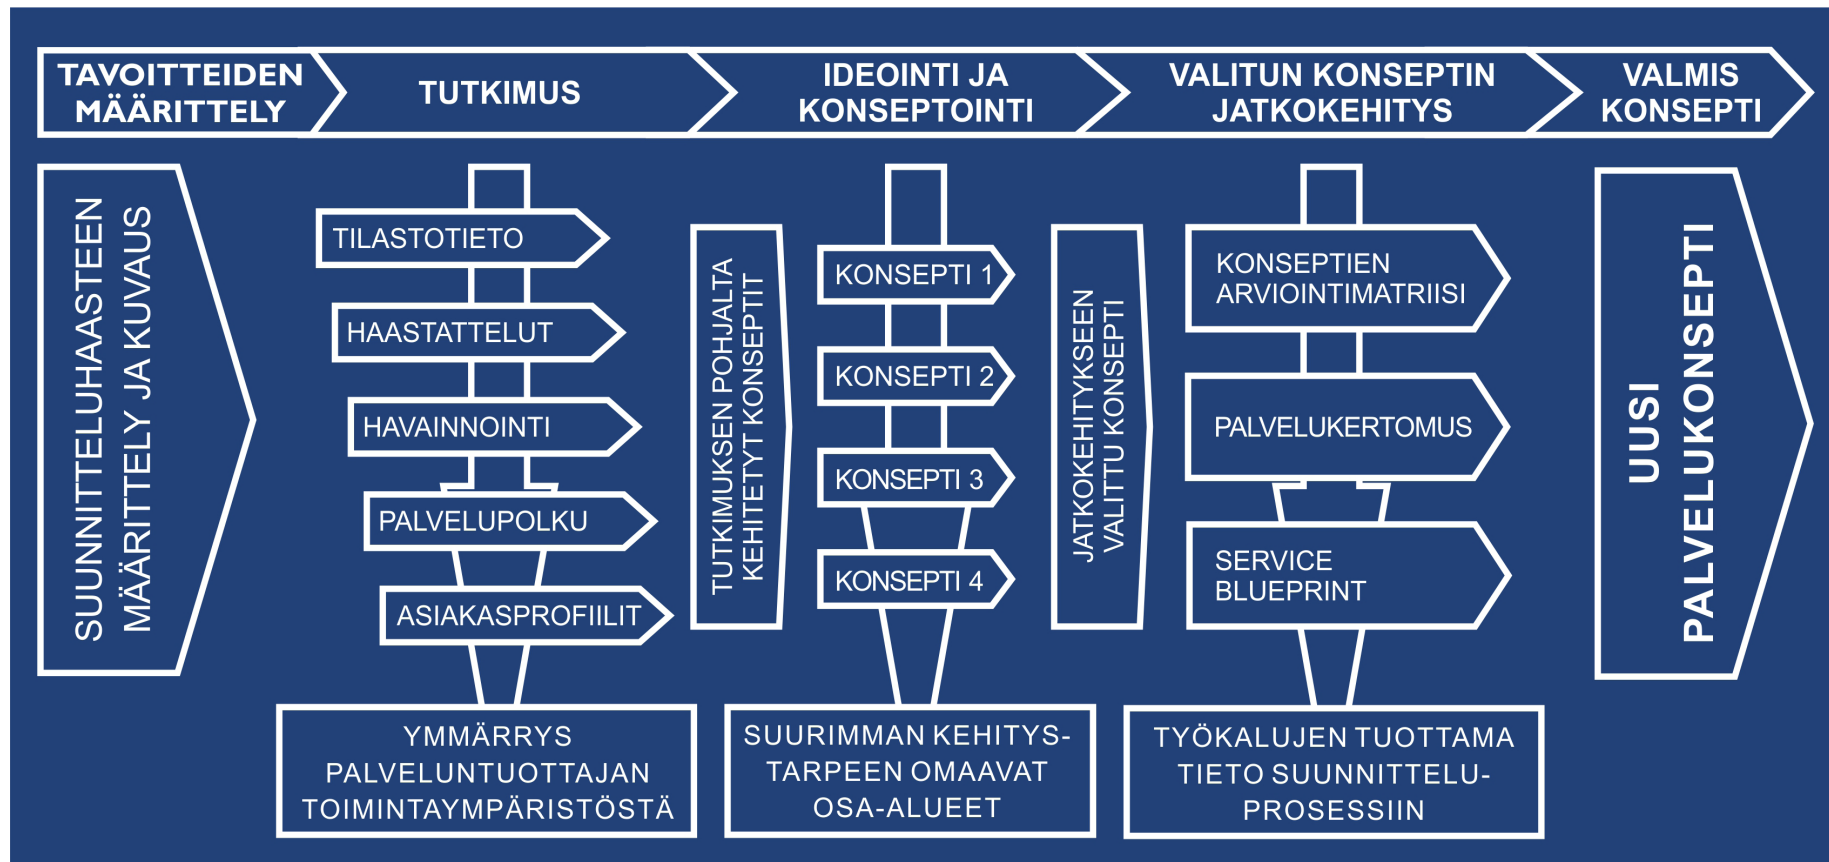 TAVOITTEIDEN
MÄÄRITTELY
TUTKIMUS
IDEOINTI JA
KONSEPTOINTI
VALITUN KONSEPTIN
JATKOKEHITYS
VALMIS
KONSEPTI
SUUNNITTELUHAASTEEN
MÄÄRITTELY JA KUVAUS
TILASTOTIETO
HAASTATTELUT
HAVAINNOINTI
PALVELUPOLKU
ASIAKASPROFIILIT
YMMÄRRYS
PALVELUNTUOTTAJAN
TOIMINTAYMPÄRISTÖSTÄ
TUTKIMUKSEN POHJALTA
KEHITETYT KONSEPTIT
KONSEPTI 1
KONSEPTI 2
KONSEPTI 3
KONSEPTI 4
SUURIMMAN KEHITYS-
TARPEEN OMAAVAT
OSA-ALUEET
JATKOKEHITYKSEEN
VALITTU KONSEPTI
KONSEPTIEN
ARVIOINTIMATRIISI
PALVELUKERTOMUS
SERVICE
BLUEPRINT
TYÖKALUJEN TUOTTAMA
TIETO SUUNNITTELU-
PROSESSIIN
UUSI
PALVELUKONSEPTI